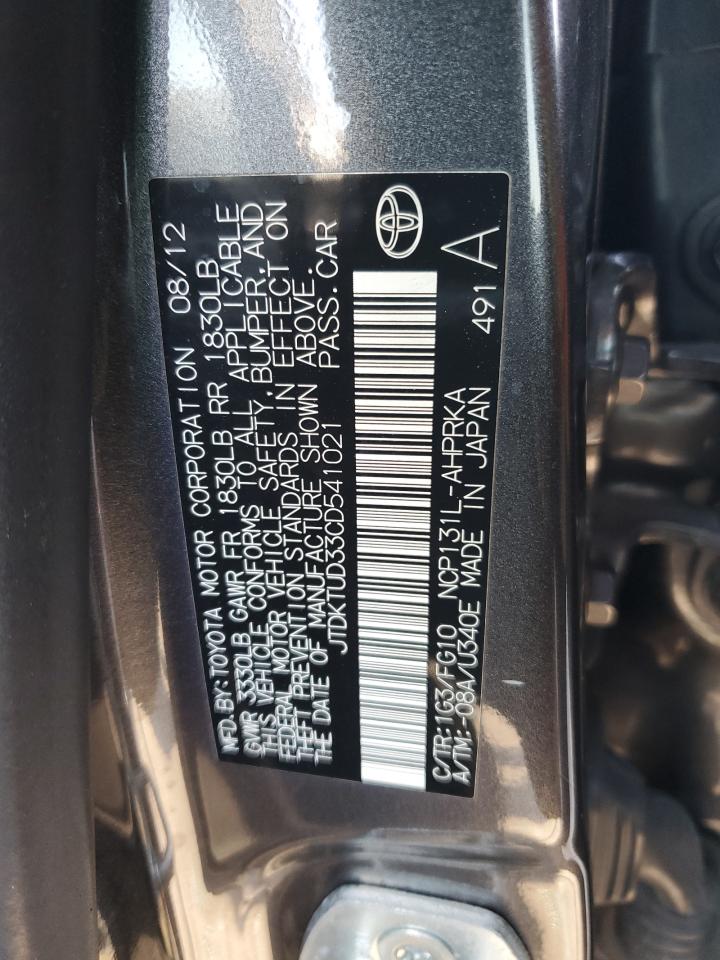 MFD. BY: TOYOTA MOTOR CORPORATION 08/12
GVWR 3330LB GAWR FR 1830LB RR 1830LB
THIS VEHICLE CONFORMS TO ALL APPLICABLE
FEDERAL MOTOR VEHICLE SAFETY, BUMPER, AND
THEFT PREVENTION STANDARDS IN EFFECT ON
THE DATE OF MANUFACTURE SHOWN ABOVE.
JTDKTUD33CD541021 PASS. CAR
C/TR: 1G3/FG10 NCP131L-AHPRKA 491 A
A/TM: -08A/U340E MADE IN JAPAN